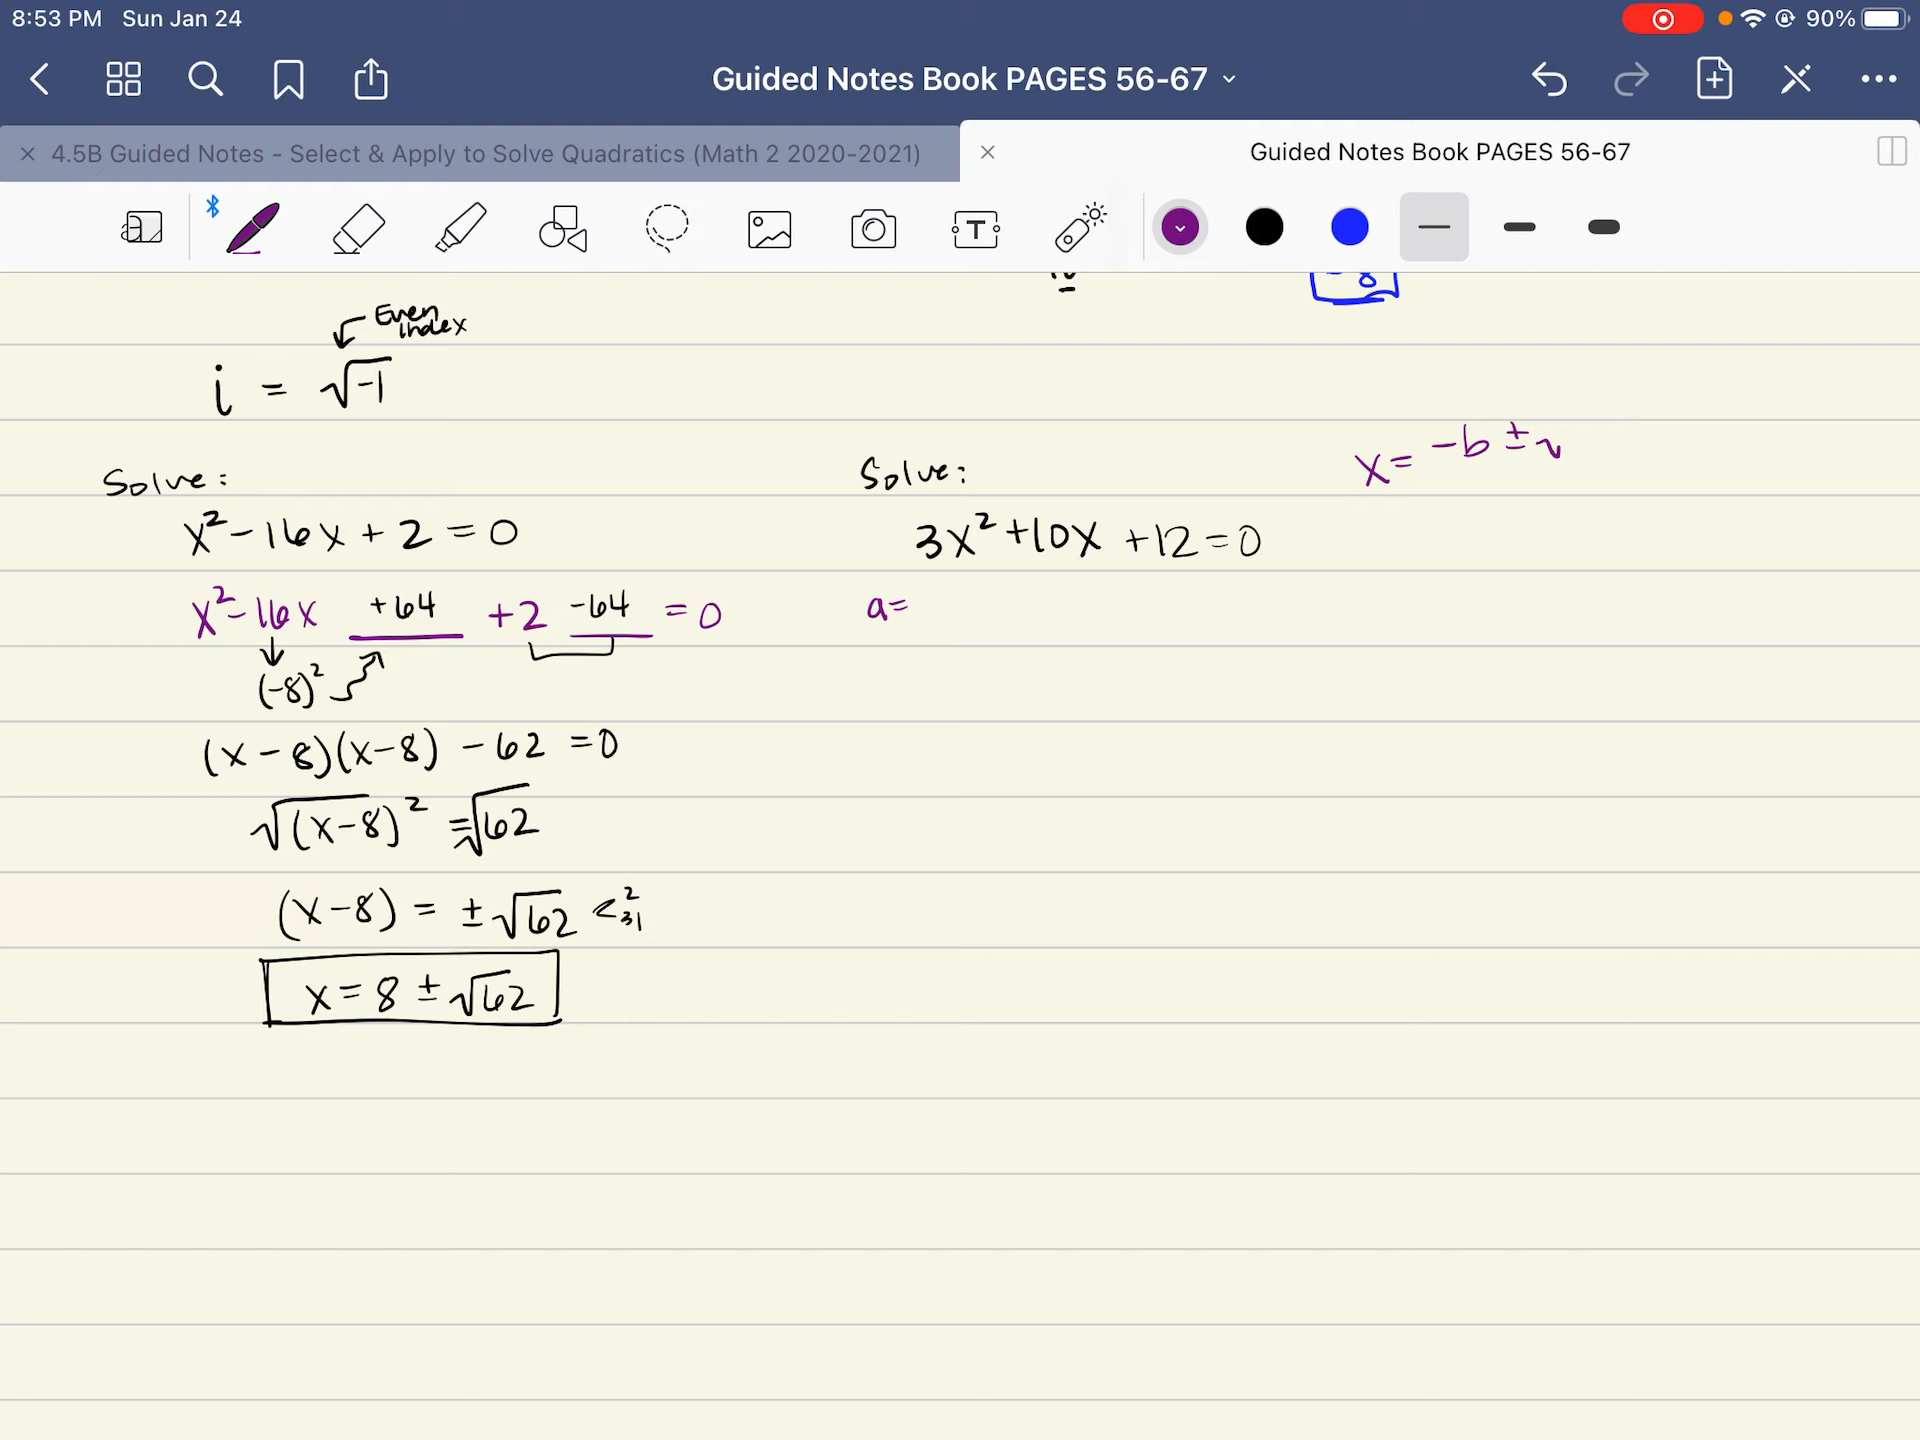 8:53 PM Sun Jan 24
90%
Guided Notes Book PAGES 56-67
4.5B Guided Notes - Select & Apply to Solve Quadratics (Math 2 2020-2021)
Guided Notes Book PAGES 56-67
8
Even
index
i = √-1
Solve:
x² - 16x + 2 = 0
x² - 16x +64 +2 -64 = 0
(-8)²
(x - 8)(x - 8) - 62 = 0
√(x-8)² = √62
(x-8) = ± √62 < 2 31
x = 8 ± √62
Solve:
x = -b ± √
3x² + 10x + 12 = 0
a =